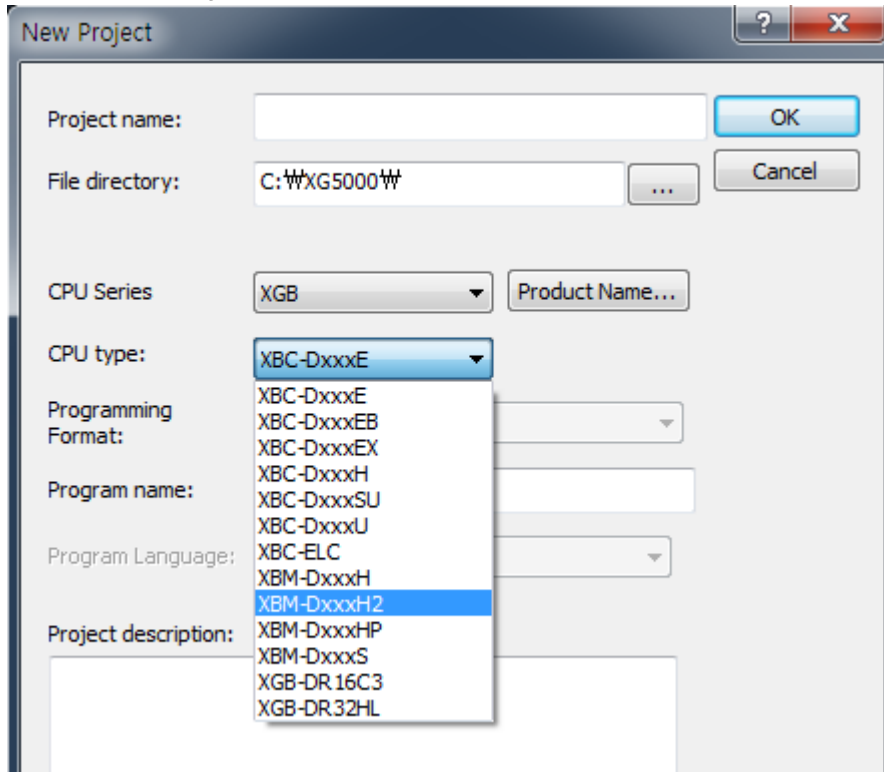 New Project
?
X
Project name:
OK
File directory:
C:₩XG5000₩
...
Cancel
CPU Series
XGB
Product Name...
CPU type:
XBC-DxxxE
XBC-DxxxE
XBC-DxxxEB
XBC-DxxxEX
XBC-DxxxH
XBC-DxxxSU
XBC-DxxxU
XBC-ELC
XBM-DxxxH
XBM-DxxxH2
XBM-DxxxHP
XBM-DxxxS
XGB-DR16C3
XGB-DR32HL
Programming
Format:
Program name:
Program Language:
Project description: